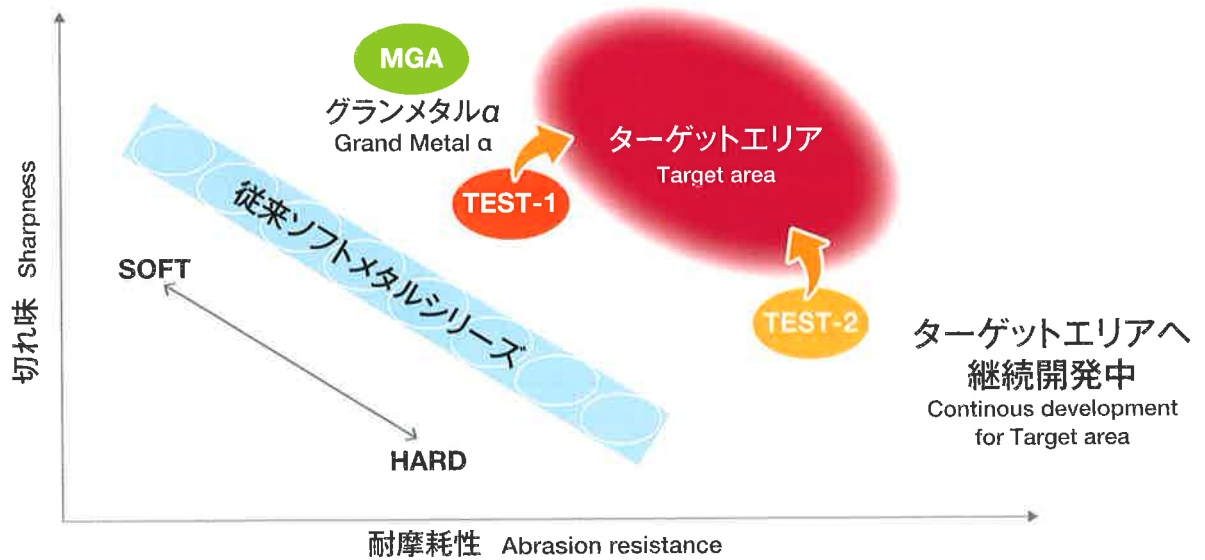 MGA
グランメタルα
Grand Metal α
ターゲットエリア
Target area
TEST-1
従来ソフトメタルシリーズ
SOFT
HARD
TEST-2
ターゲットエリアへ
継続開発中
Continous development
for Target area
切れ味 Sharpness
耐摩耗性 Abrasion resistance